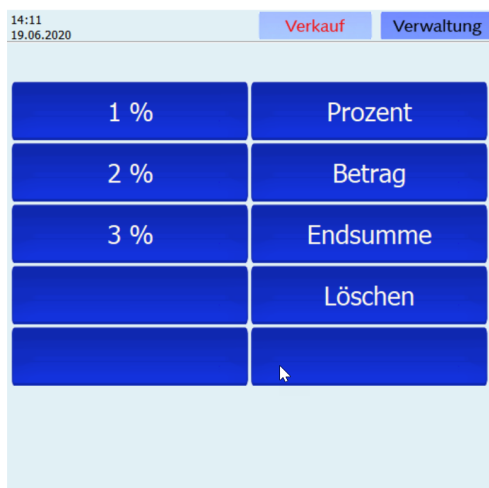 14:11
19.06.2020
Verkauf
Verwaltung
1 %
Prozent
2 %
Betrag
3 %
Endsumme
Löschen